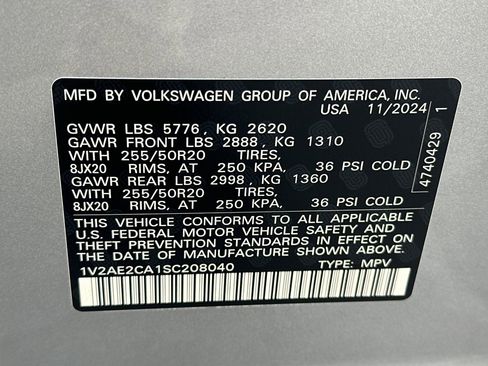 MFD BY VOLKSWAGEN GROUP OF AMERICA, INC.
USA 11/2024
GVWR LBS 5776, KG 2620
GAWR FRONT LBS 2888, KG 1310
WITH 255/50R20 TIRES,
8JX20 RIMS, AT 250 KPA, 36 PSI COLD
GAWR REAR LBS 2998, KG 1360
WITH 255/50R20 TIRES,
8JX20 RIMS, AT 250 KPA, 36 PSI COLD
THIS VEHICLE CONFORMS TO ALL APPLICABLE
U.S. FEDERAL MOTOR VEHICLE SAFETY AND
THEFT PREVENTION STANDARDS IN EFFECT ON
THE DATE OF MANUFACTURE SHOWN ABOVE.
1V2AE2CA1SC208040 TYPE: MPV
4740429 1